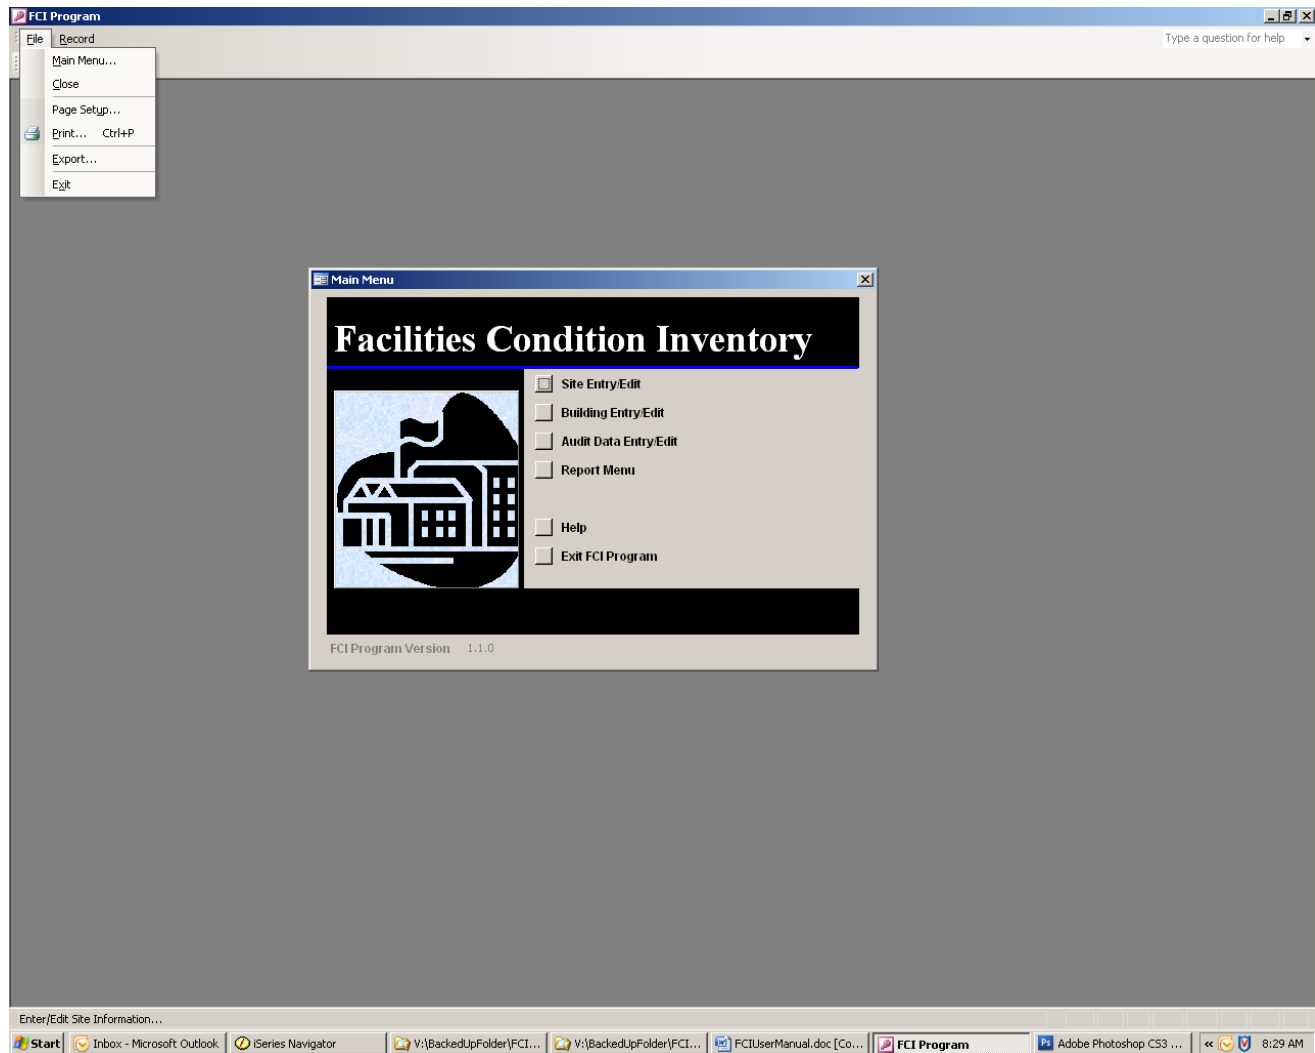 FCI Program
File Record
Type a question for help
Main Menu...
Close
Page Setup...
Print... Ctrl+P
Export...
Exit
Main Menu
Facilities Condition Inventory
Site Entry/Edit
Building Entry/Edit
Audit Data Entry/Edit
Report Menu
Help
Exit FCI Program
FCI Program Version 1.1.0
Enter/Edit Site Information...
Start Inbox - Microsoft Outlook iSeries Navigator V:\BackedUpFolder\FCI... V:\BackedUpFolder\FCI... FCIUserManual.doc [Co... FCI Program Ps Adobe Photoshop CS3 ... « 8:29 AM